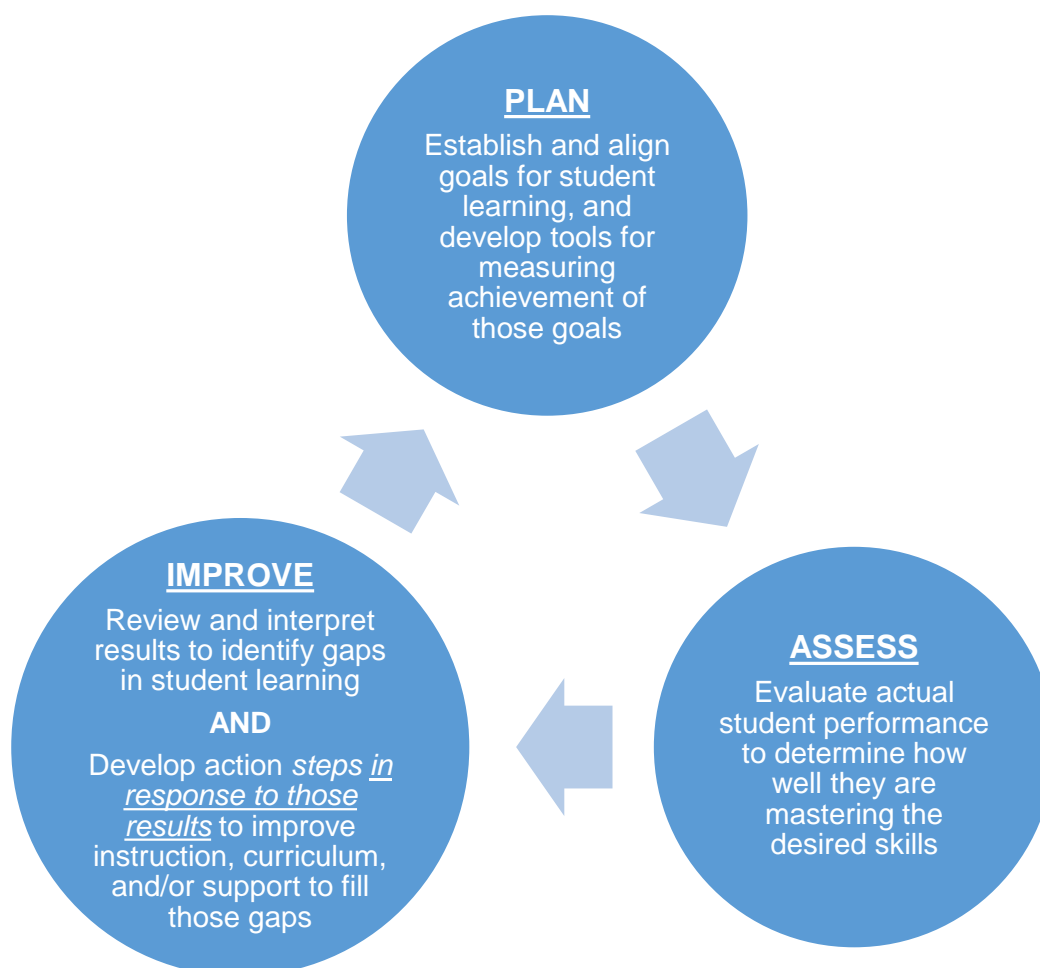 PLAN
Establish and align
goals for student
learning, and
develop tools for
measuring
achievement of
those goals
ASSESS
Evaluate actual
student performance
to determine how
well they are
mastering the
desired skills
IMPROVE
Review and interpret
results to identify gaps
in student learning
AND
Develop action steps in
response to those
results to improve
instruction, curriculum,
and/or support to fill
those gaps